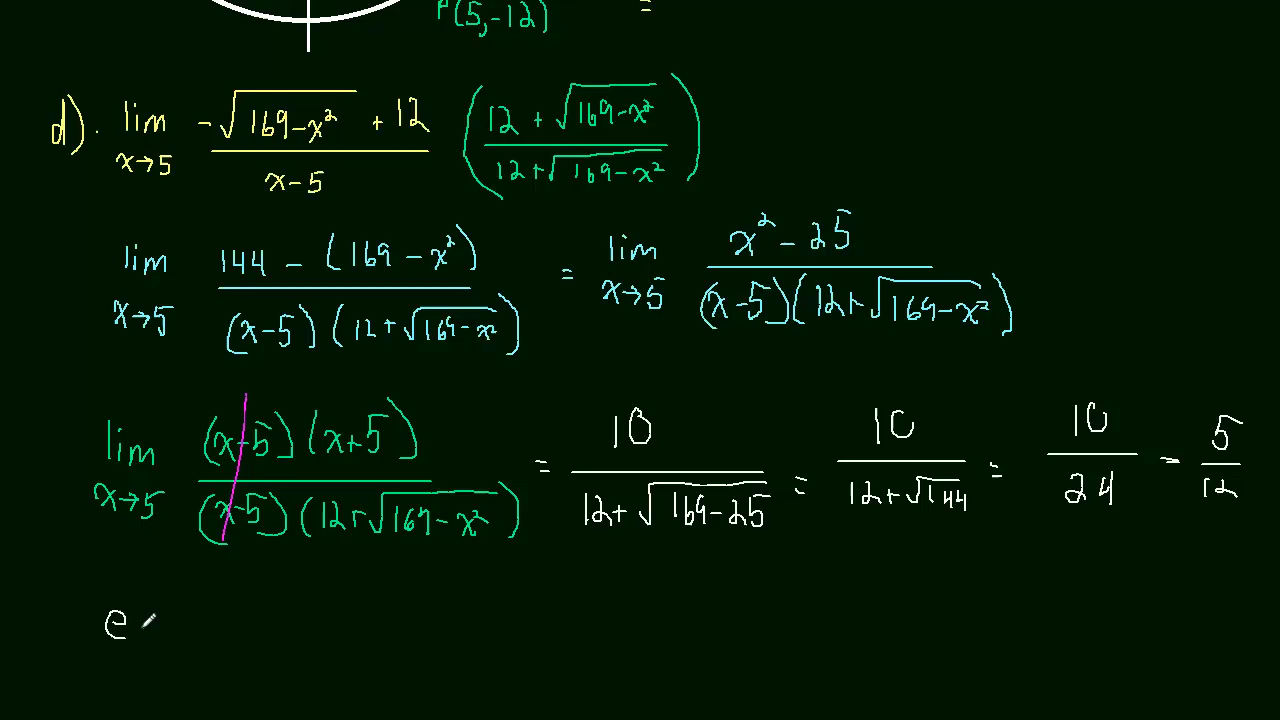 P(5,-12) =
d). lim x→5 (-√(169-x²) + 12)/(x-5) ((12 + √(169-x²))/(12+√(169-x²)))
lim x→5 (144 - (169 - x²))/((x-5)(12+√(169-x²))) = lim x→5 (x² - 25)/((x-5)(12+√(169-x²)))
lim x→5 ((x-5)(x+5))/((x-5)(12+√(169-x²))) = 10/(12+√(169-25)) = 10/(12+√144) = 10/24 - 5/12
e